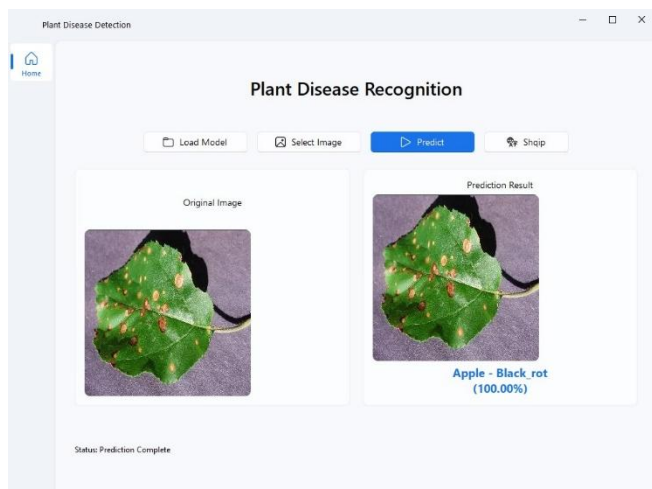 Plant Disease Detection
Home
Plant Disease Recognition
Load Model
Select Image
Predict
Shqip
Original Image
Prediction Result
Apple - Black_rot
(100.00%)
Status: Prediction Complete